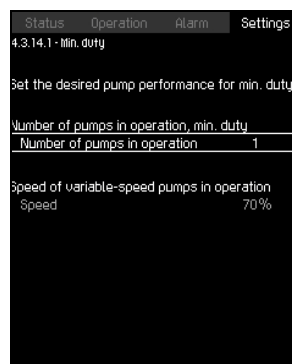 Status Operation Alarm Settings
4.3.14.1 - Min. duty
Set the desired pump performance for min. duty
Number of pumps in operation, min. duty
Number of pumps in operation 1
Speed of variable-speed pumps in operation
Speed 70%